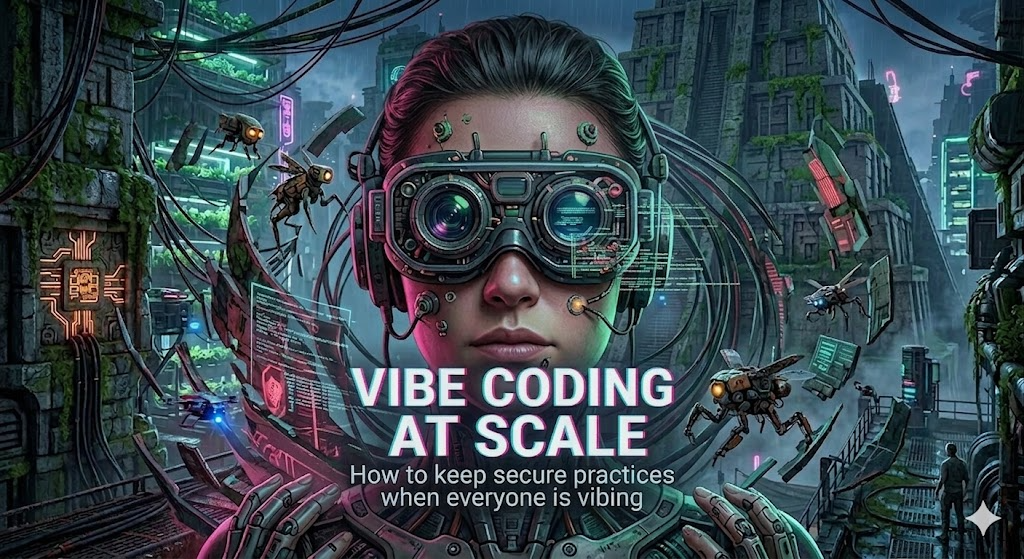 VIBE CODING
AT SCALE
How to keep secure practices
when everyone is vibing